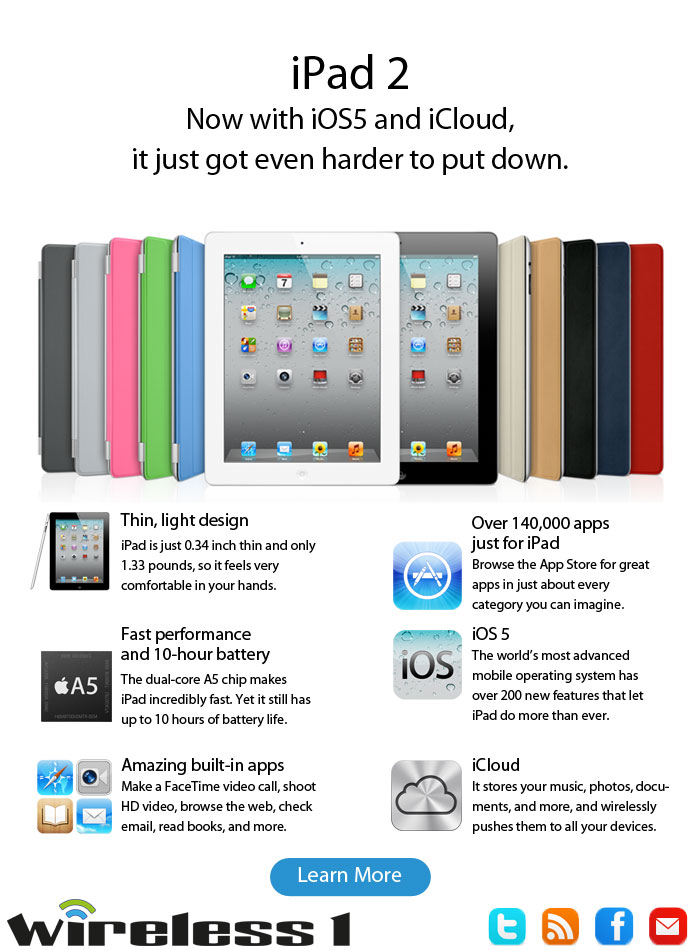 iPad 2
Now with iOS5 and iCloud,
it just got even harder to put down.
7
Thin, light design
iPad is just 0.34 inch thin and only
1.33 pounds, so it feels very
comfortable in your hands.
Over 140,000 apps
just for iPad
Browse the App Store for great
apps in just about every
category you can imagine.
A5
Fast performance
and 10-hour battery
The dual-core A5 chip makes
iPad incredibly fast. Yet it still has
up to 10 hours of battery life.
iOS
iOS 5
The world's most advanced
mobile operating system has
over 200 new features that let
iPad do more than ever.
Amazing built-in apps
Make a FaceTime video call, shoot
HD video, browse the web, check
email, read books, and more.
iCloud
It stores your music, photos, docu-
ments, and more, and wirelessly
pushes them to all your devices.
Learn More
wireless 1